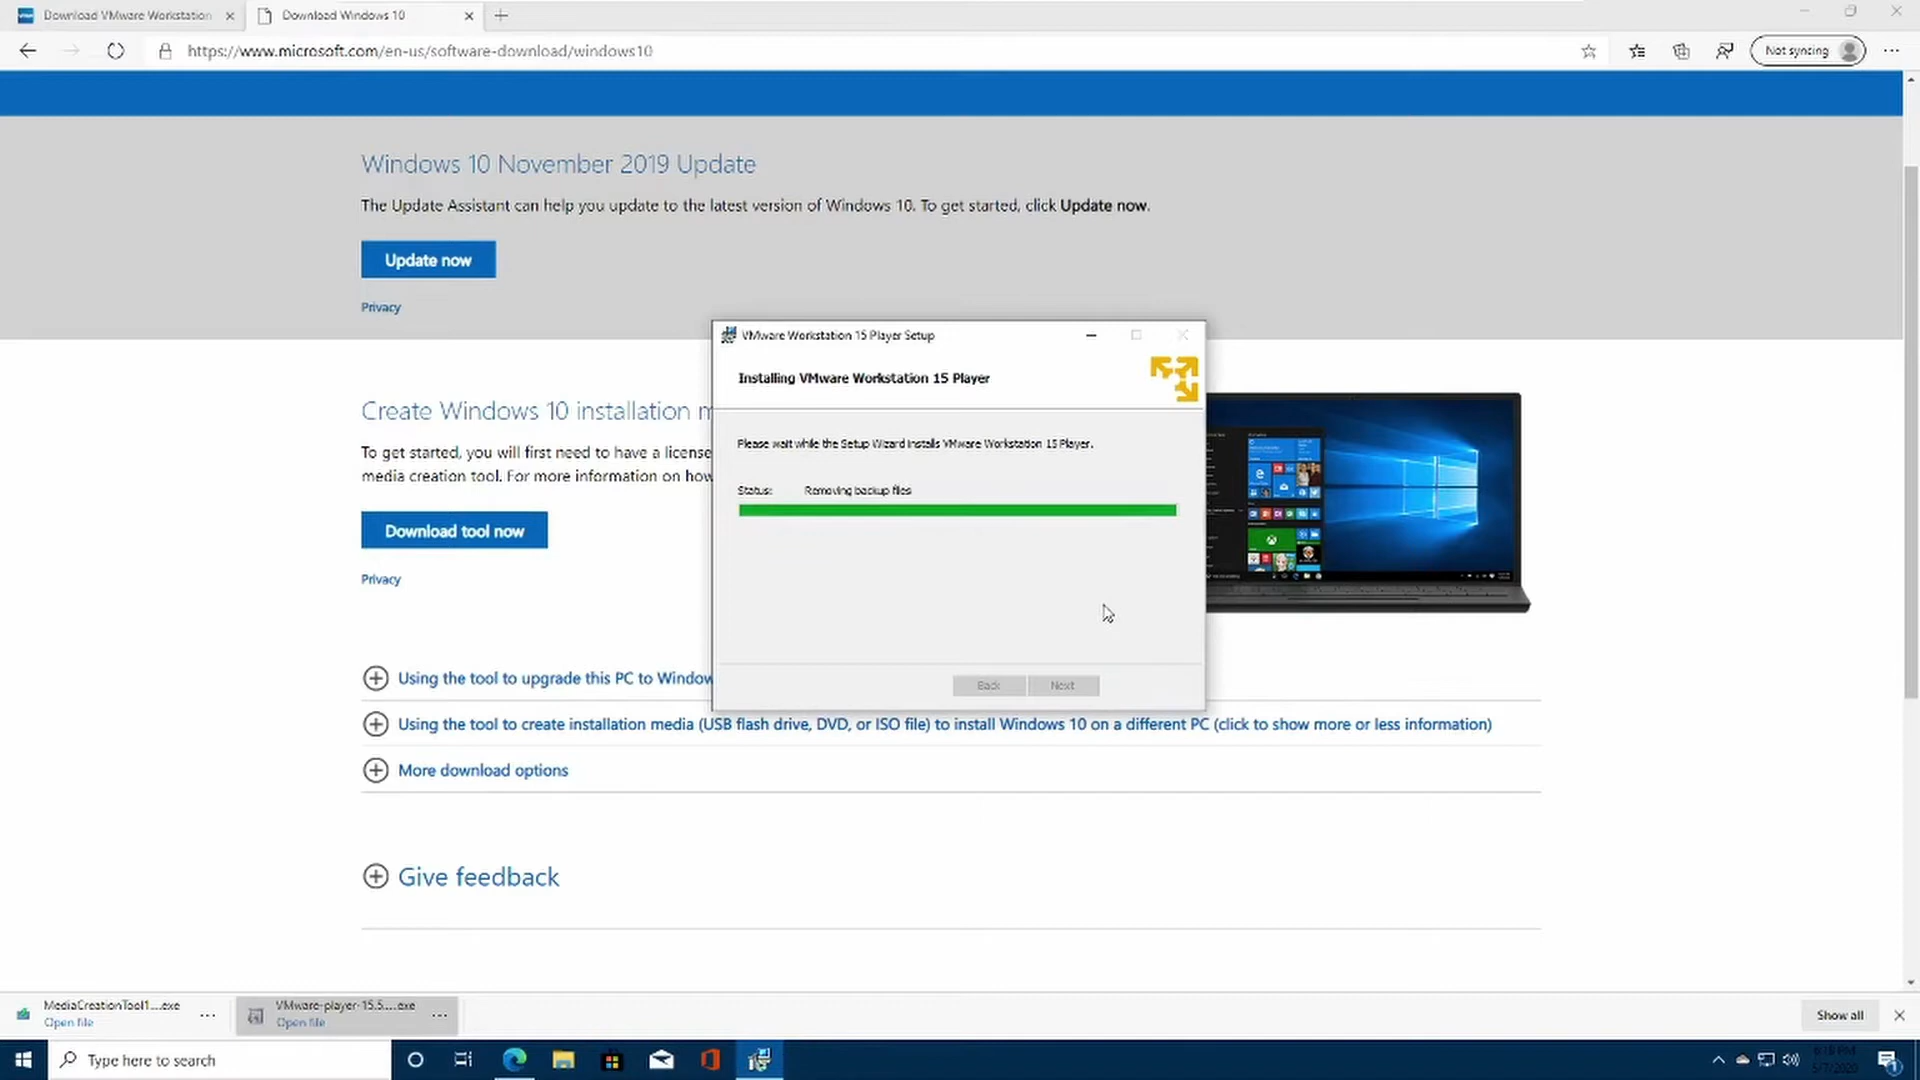 Download VMware Workstation
Download Windows 10
https://www.microsoft.com/en-us/software-download/windows10
Not syncing
Windows 10 November 2019 Update
The Update Assistant can help you update to the latest version of Windows 10. To get started, click Update now.
Update now
Privacy
VMware Workstation 15 Player Setup
Installing VMware Workstation 15 Player
Please wait while the Setup Wizard installs VMware Workstation 15 Player.
Status: Removing backup files
Back Next
Create Windows 10 installation m
To get started, you will first need to have a license
media creation tool. For more information on how
Download tool now
Privacy
Using the tool to upgrade this PC to Window
Using the tool to create installation media (USB flash drive, DVD, or ISO file) to install Windows 10 on a different PC (click to show more or less information)
More download options
Give feedback
MediaCreationTool1....exe
Open file
VMware-player-15.5....exe
Open file
Show all
Type here to search